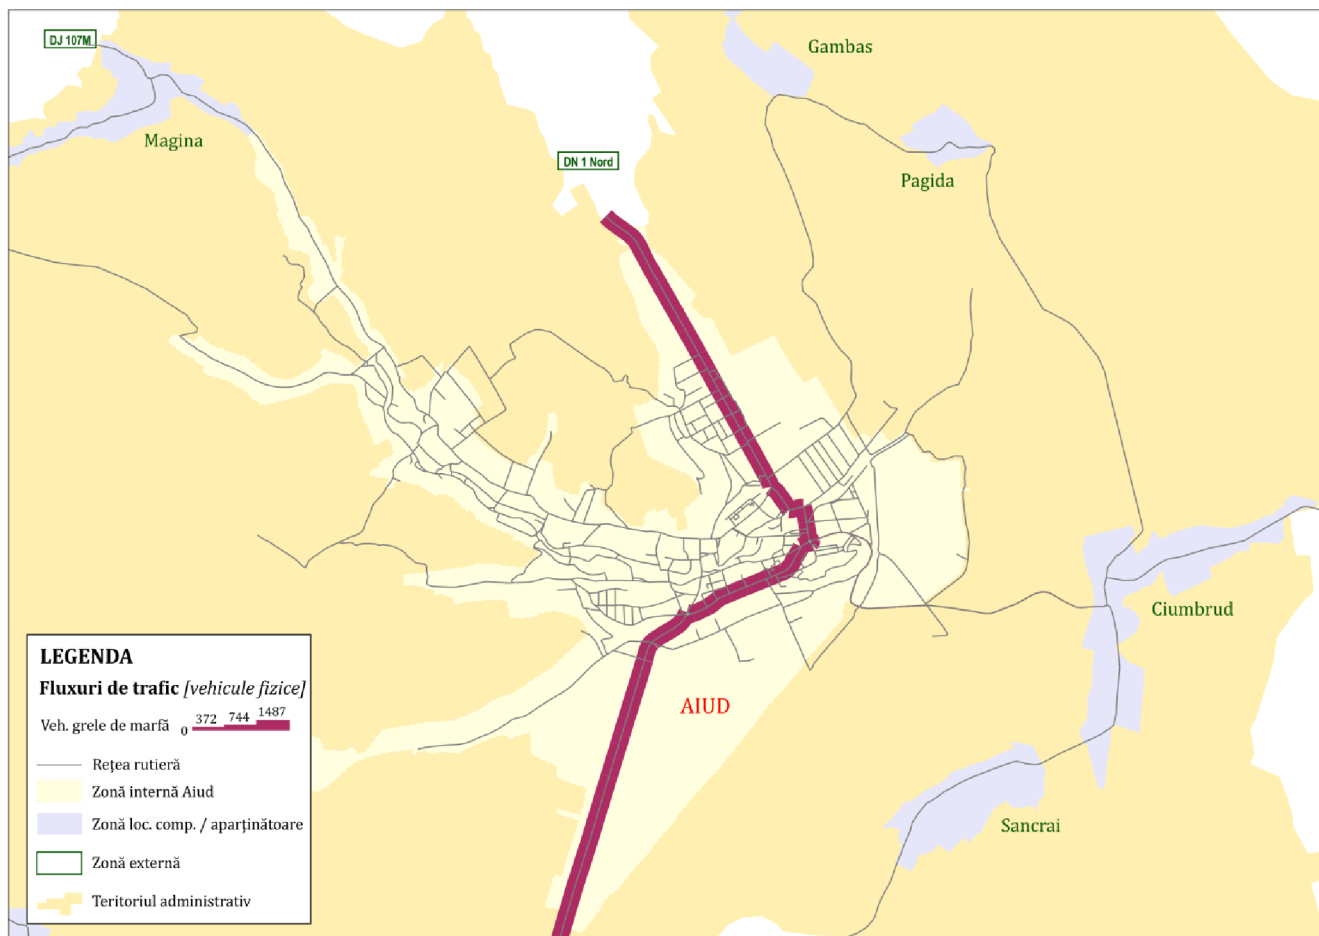 DJ 107M
Gambas
Magina
DN 1 Nord
Pagida
Ciumbrud
AIUD
Sancrai
LEGENDA
Fluxuri de trafic [vehicule fizice]
Veh. grele de marfă 0 372 744 1487
Rețea rutieră
Zonă internă Aiud
Zonă loc. comp. / aparținătoare
Zonă externă
Teritoriul administrativ